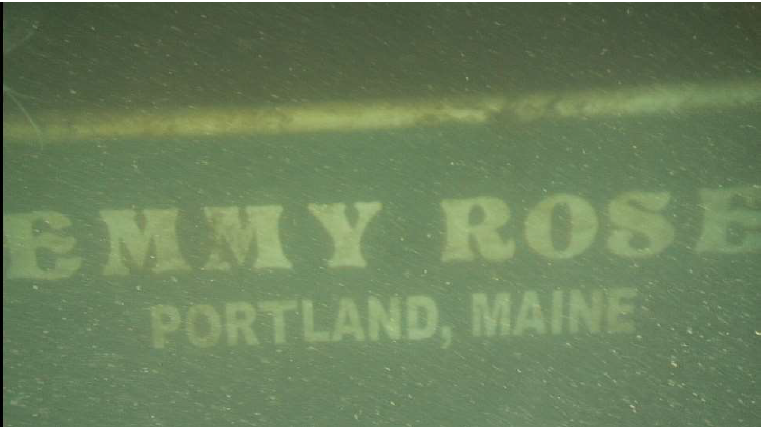 EMMY ROSE
PORTLAND, MAINE